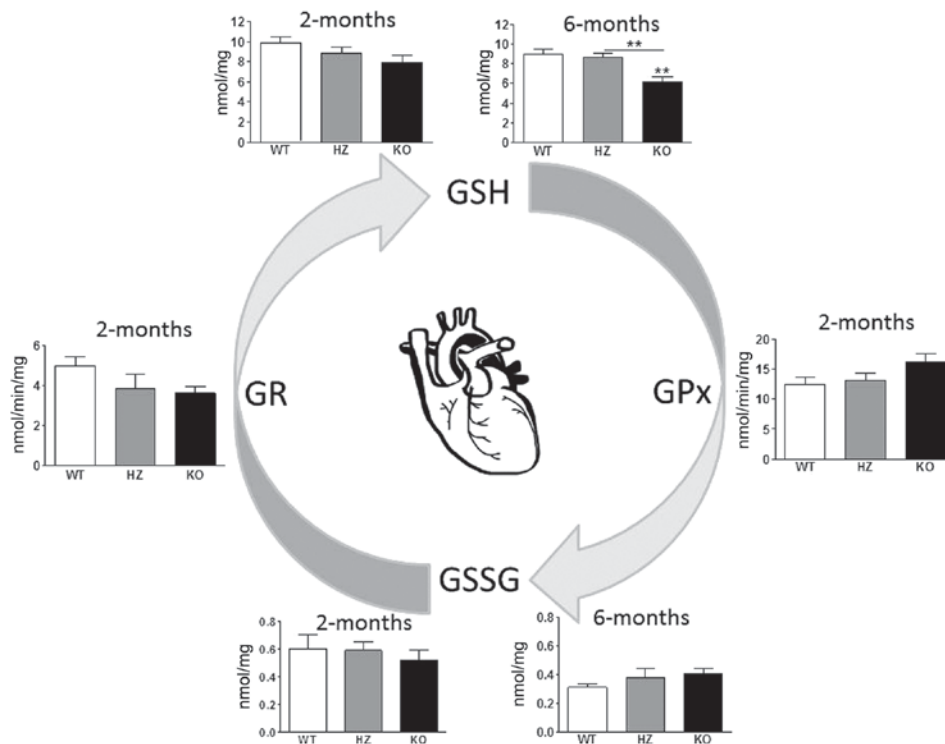 2-months
nmol/mg
12
10
8
6
4
2
0
WT HZ KO
6-months
nmol/mg
12
10
8
6
4
2
0
**
**
WT HZ KO
GSH
2-months
nmol/min/mg
6
4
2
0
WT HZ KO
GR
GPx
2-months
nmol/min/mg
20
15
10
5
0
WT HZ KO
GSSG
2-months
nmol/mg
0.8
0.6
0.4
0.2
0.0
WT HZ KO
6-months
nmol/mg
0.8
0.6
0.4
0.2
0.0
WT HZ KO